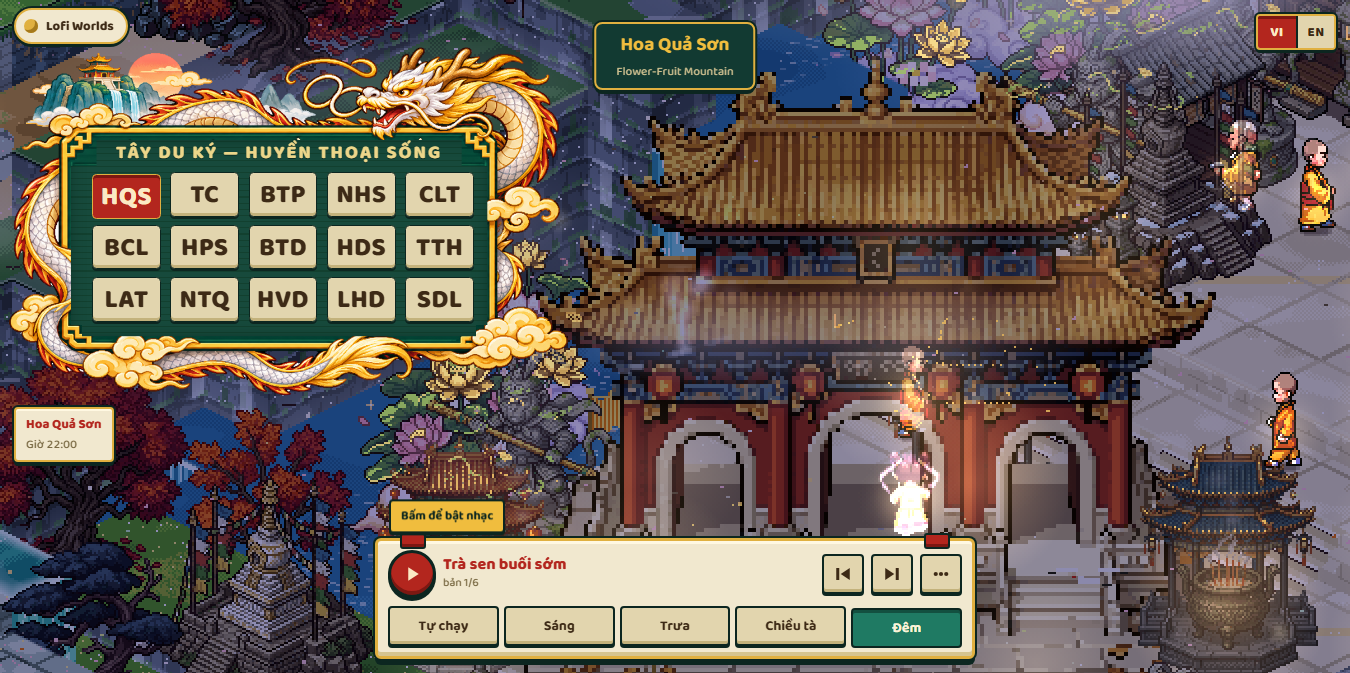 Lofi Worlds
Hoa Quả Sơn
Flower-Fruit Mountain
VI EN
TÂY DU KÝ — HUYỀN THOẠI SỐNG
HQS TC BTP NHS CLT
BCL HPS BTD HDS TTH
LAT NTQ HVD LHD SDL
Hoa Quả Sơn
Giờ 22:00
Bấm để bật nhạc
Trà sen buổi sớm
bản 1/6
Tự chạy Sáng Trưa Chiều tà Đêm